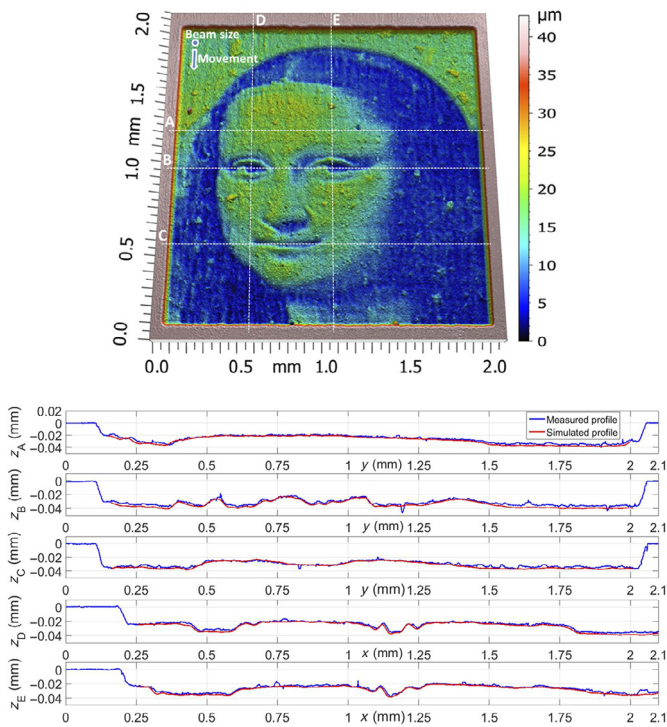 2.0
D
E
µm
Beam size
Movement
40
35
1.5
A
30
mm
25
1.0
B
20
15
C
0.5
10
5
0.0
0
0.0 0.5 mm 1.0 1.5 2.0
z_A (mm)
0.02
0
−0.02
−0.04
Measured profile
Simulated profile
0 0.25 0.5 0.75 1 1.25 1.5 1.75 2 2.1
y (mm)
z_B (mm)
0
−0.02
−0.04
0 0.25 0.5 0.75 1 1.25 1.5 1.75 2 2.1
y (mm)
z_C (mm)
0
−0.02
−0.04
0 0.25 0.5 0.75 1 1.25 1.5 1.75 2 2.1
y (mm)
z_D (mm)
0
−0.02
−0.04
0 0.25 0.5 0.75 1 1.25 1.5 1.75 2 2.1
x (mm)
z_E (mm)
0
−0.02
−0.04
0 0.25 0.5 0.75 1 1.25 1.5 1.75 2 2.1
x (mm)